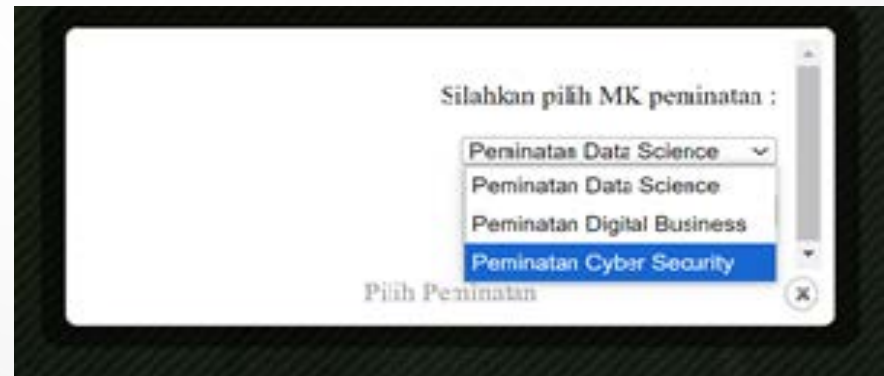 Silahkan pilih MK peminatan :
Peminatan Data Science
Peminatan Data Science
Peminatan Digital Business
Peminatan Cyber Security
Pilih Peminatan